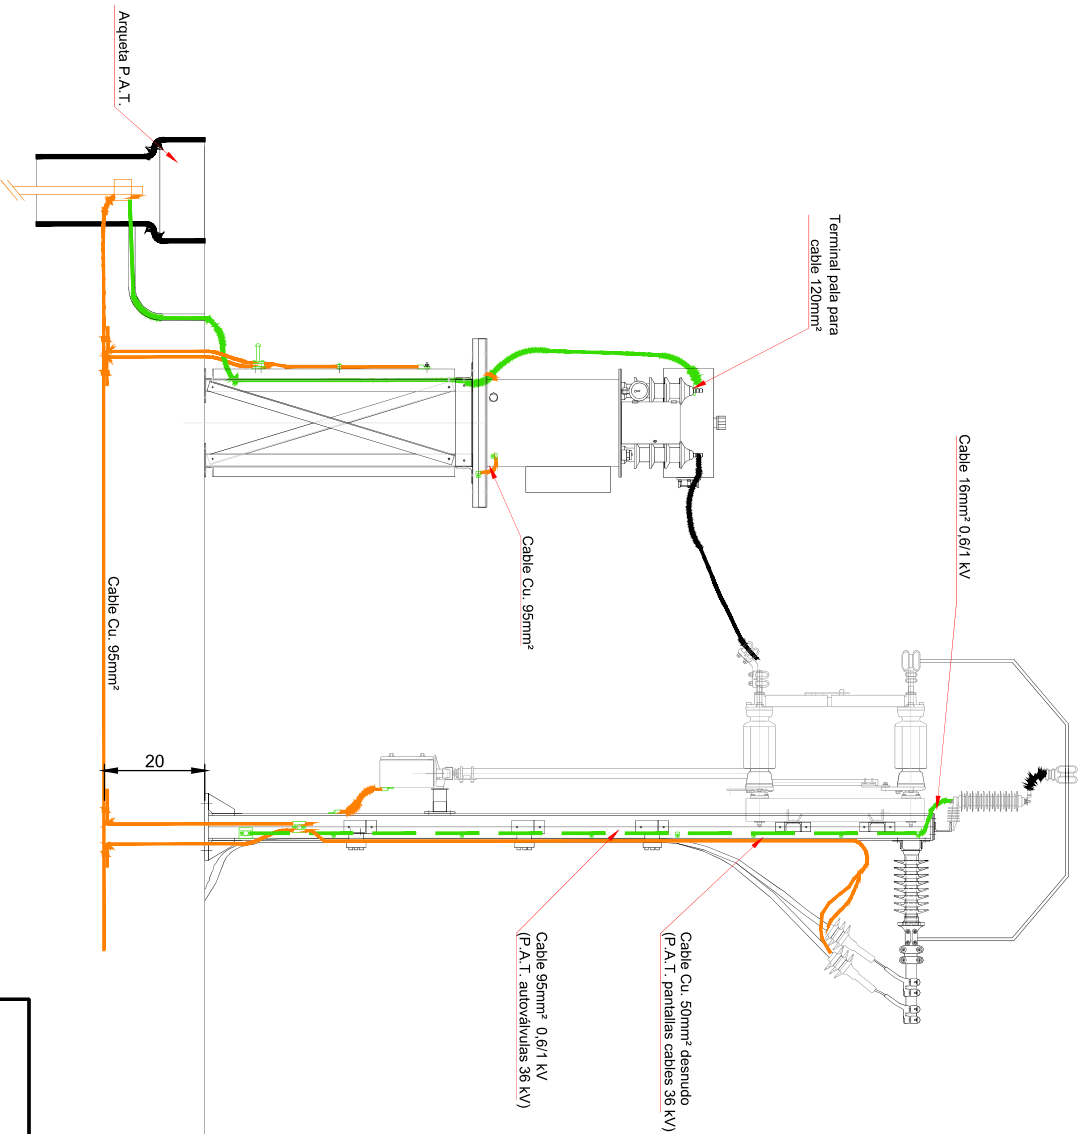 Arqueta P.A.T.
Terminal pala para
cable 120mm²
Cable 16mm² 0,6/1 kV
Cable Cu. 95mm²
Cable Cu. 95mm²
20
Cable Cu. 50mm² desnudo
(P.A.T. pantallas cables 36 kV)
Cable 95mm² 0,6/1 kV
(P.A.T. autoválvulas 36 kV)